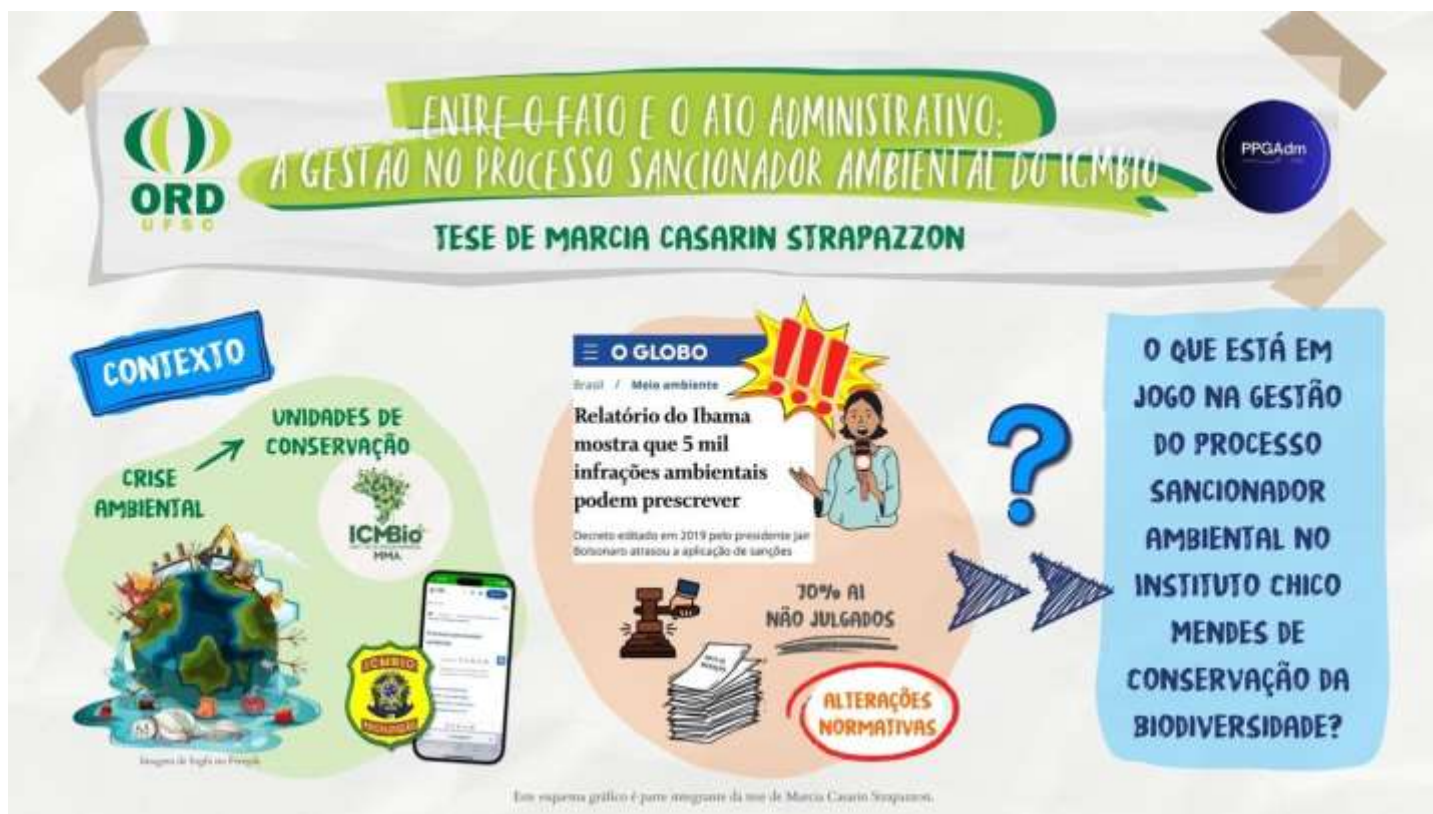 ENTRE O FATO E O ATO ADMINISTRATIVO:
A GESTÃO NO PROCESSO SANCIONADOR AMBIENTAL DO ICMBIO
ORD
UFSC
PPGAdm
TESE DE MARCIA CASARIN STRAPAZZON
CONTEXTO
UNIDADES DE
CONSERVAÇÃO
CRISE
AMBIENTAL
ICMBio
MMA
ICMBIO
Imagem de Freepik
O GLOBO
Brasil / Meio ambiente
Relatório do Ibama
mostra que 5 mil
infrações ambientais
podem prescrever
Decreto editado em 2019 pelo presidente Jair
Bolsonaro atrasou a aplicação de sanções
!!!
70% AI
NÃO JULGADOS
ALTERAÇÕES
NORMATIVAS
?
O QUE ESTÁ EM
JOGO NA GESTÃO
DO PROCESSO
SANCIONADOR
AMBIENTAL NO
INSTITUTO CHICO
MENDES DE
CONSERVAÇÃO DA
BIODIVERSIDADE?
Este esquema gráfico é parte integrante da tese de Marcia Casarin Strapazzon.